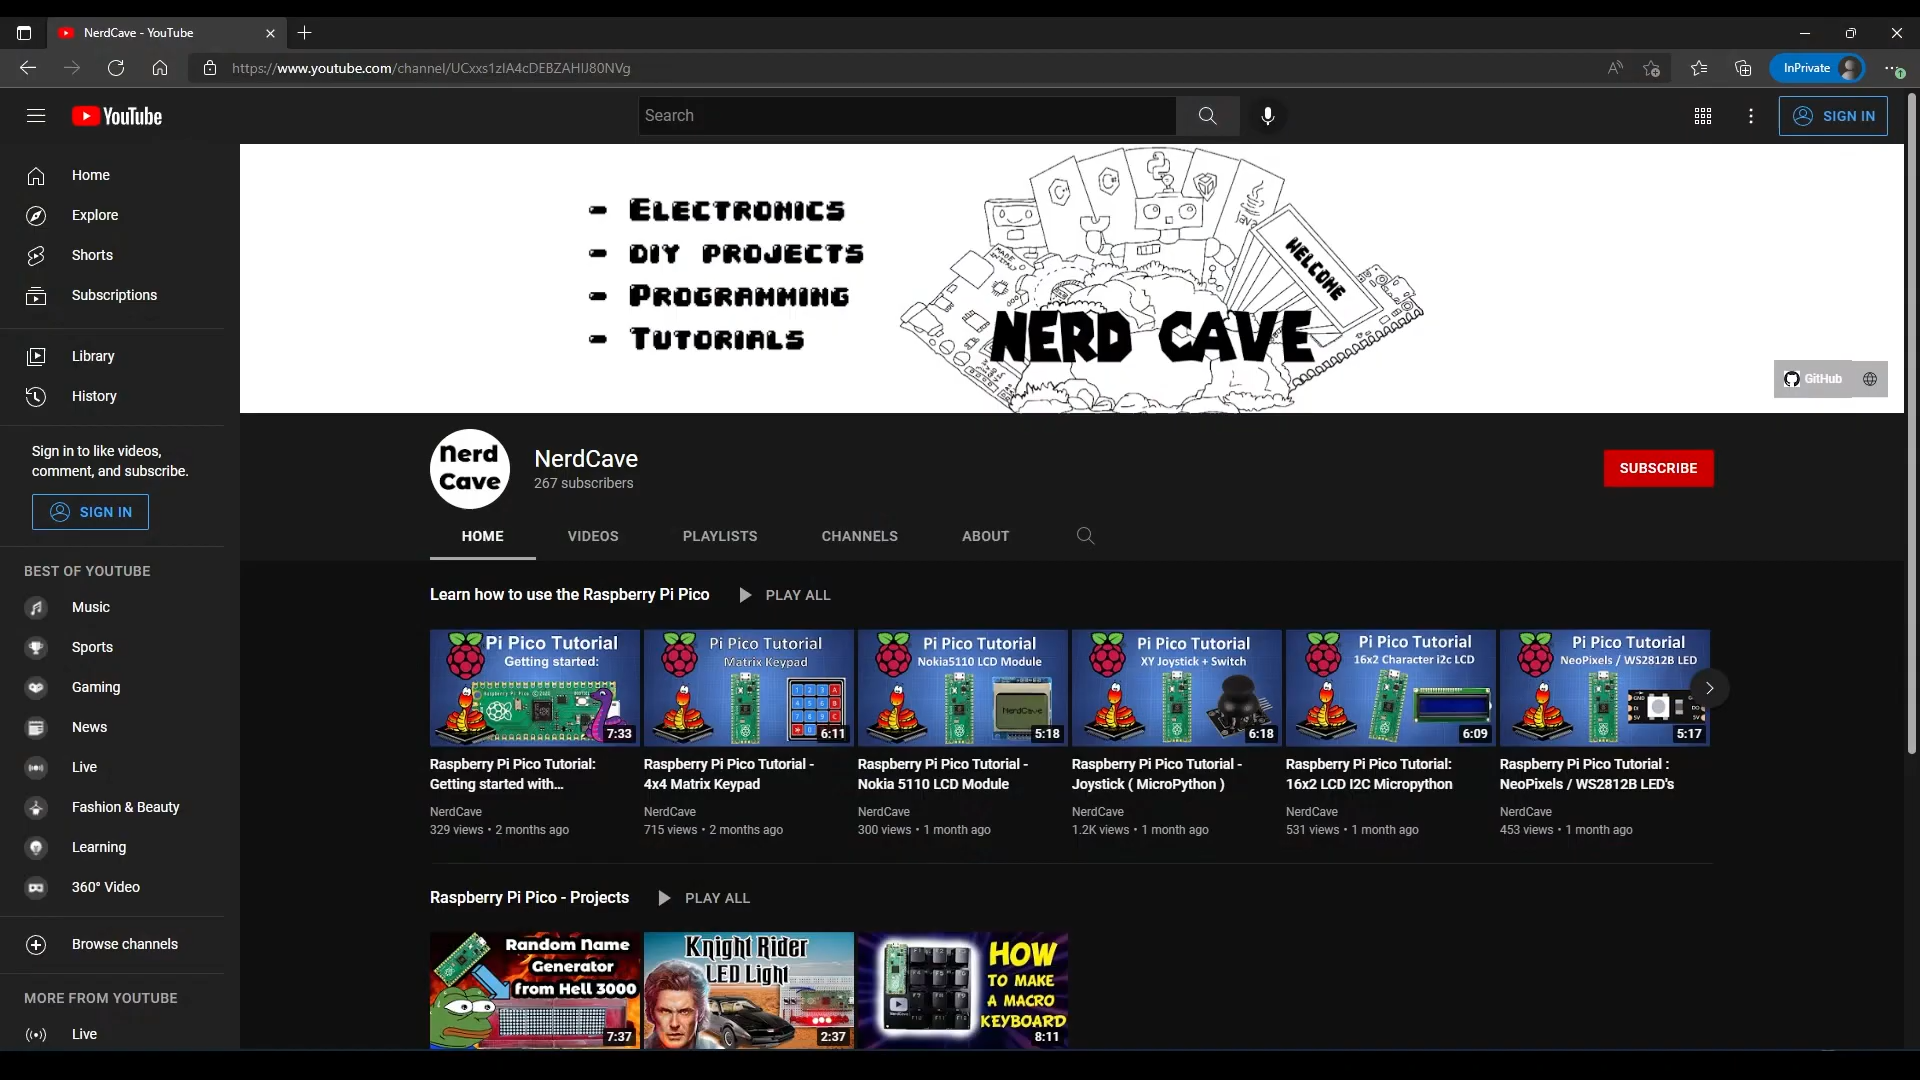 NerdCave - YouTube
https://www.youtube.com/channel/UCxxs1zIA4cDEBZAHIJ80NVg
InPrivate
YouTube
Search
SIGN IN
Home
Explore
Shorts
Subscriptions
Library
History
Sign in to like videos,
comment, and subscribe.
SIGN IN
BEST OF YOUTUBE
Music
Sports
Gaming
News
Live
Fashion & Beauty
Learning
360° Video
Browse channels
MORE FROM YOUTUBE
Live
- Electronics
- DIY Projects
- Programming
- Tutorials
WELCOME
NERD CAVE
GitHub
Nerd
Cave
NerdCave
267 subscribers
SUBSCRIBE
HOME VIDEOS PLAYLISTS CHANNELS ABOUT
Learn how to use the Raspberry Pi Pico PLAY ALL
Pi Pico Tutorial
Getting started:
7:33
Raspberry Pi Pico Tutorial:
Getting started with...
NerdCave
329 views • 2 months ago
Pi Pico Tutorial
Matrix Keypad
6:11
Raspberry Pi Pico Tutorial -
4x4 Matrix Keypad
NerdCave
715 views • 2 months ago
Pi Pico Tutorial
Nokia5110 LCD Module
NerdCave
5:18
Raspberry Pi Pico Tutorial -
Nokia 5110 LCD Module
NerdCave
300 views • 1 month ago
Pi Pico Tutorial
XY Joystick + Switch
6:18
Raspberry Pi Pico Tutorial -
Joystick ( MicroPython )
NerdCave
1.2K views • 1 month ago
Pi Pico Tutorial
16x2 Character i2c LCD
6:09
Raspberry Pi Pico Tutorial:
16x2 LCD I2C Micropython
NerdCave
531 views • 1 month ago
Pi Pico Tutorial
NeoPixels / WS2812B LED
5:17
Raspberry Pi Pico Tutorial :
NeoPixels / WS2812B LED's
NerdCave
453 views • 1 month ago
Raspberry Pi Pico - Projects PLAY ALL
Random Name
Generator
from Hell 3000
7:37
Knight Rider
LED Light
2:37
HOW
TO MAKE
A MACRO
KEYBOARD
8:11